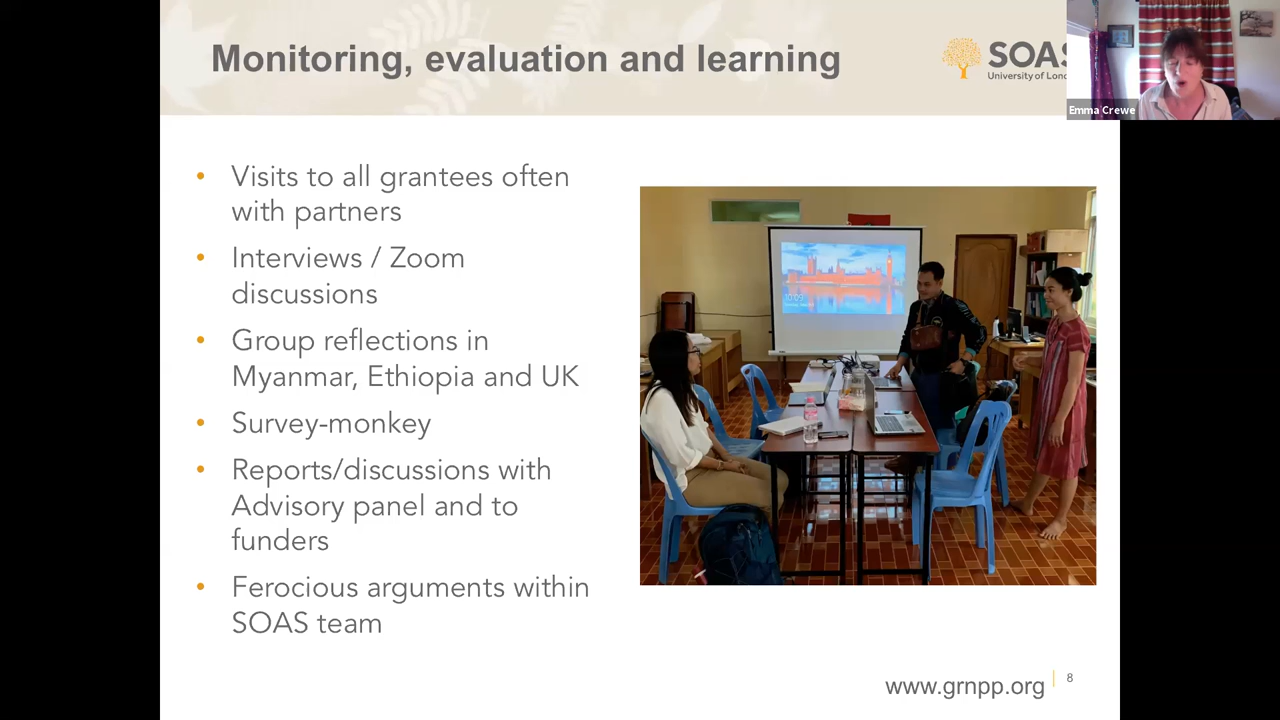 Monitoring, evaluation and learning
SOAS
University of Lon
Emma Crewe
• Visits to all grantees often
with partners
• Interviews / Zoom
discussions
• Group reflections in
Myanmar, Ethiopia and UK
• Survey-monkey
• Reports/discussions with
Advisory panel and to
funders
• Ferocious arguments within
SOAS team
www.grnpp.org
8